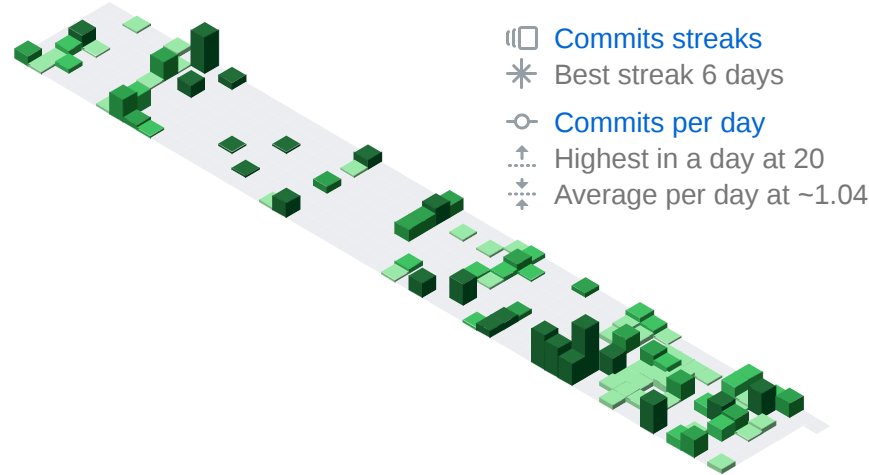 Commits streaks
Best streak 6 days
Commits per day
Highest in a day at 20
Average per day at ~1.04